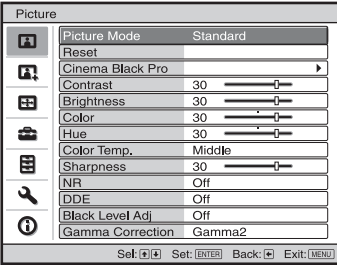 Picture
Picture Mode Standard
Reset
Cinema Black Pro
Contrast 30
Brightness 30
Color 30
Hue 30
Color Temp. Middle
Sharpness 30
NR Off
DDE Off
Black Level Adj Off
Gamma Correction Gamma2
Sel: Set: ENTER Back: Exit: MENU